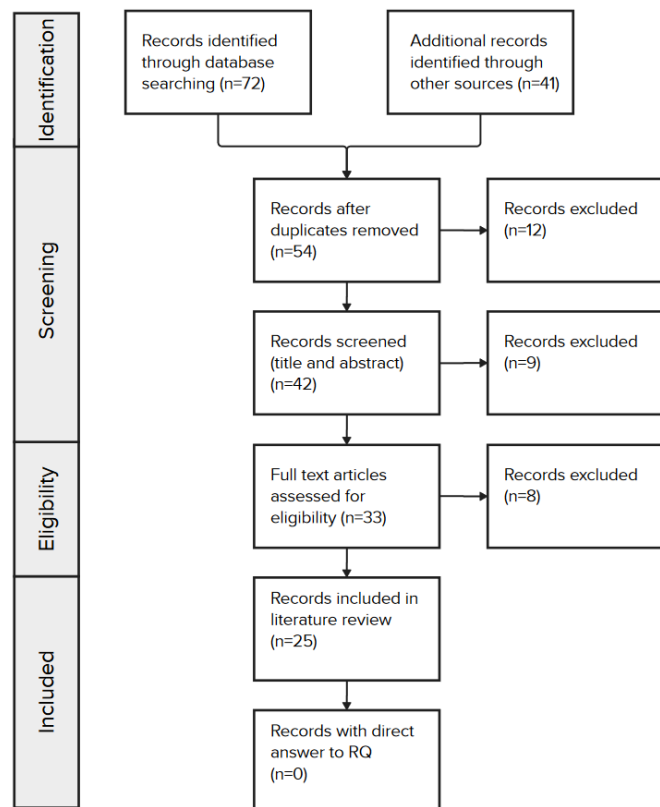 Identification
Records identified
through database
searching (n=72)
Additional records
identified through
other sources (n=41)
Screening
Records after
duplicates removed
(n=54)
Records excluded
(n=12)
Records screened
(title and abstract)
(n=42)
Records excluded
(n=9)
Eligibility
Full text articles
assessed for
eligibility (n=33)
Records excluded
(n=8)
Included
Records included in
literature review
(n=25)
Records with direct
answer to RQ
(n=0)